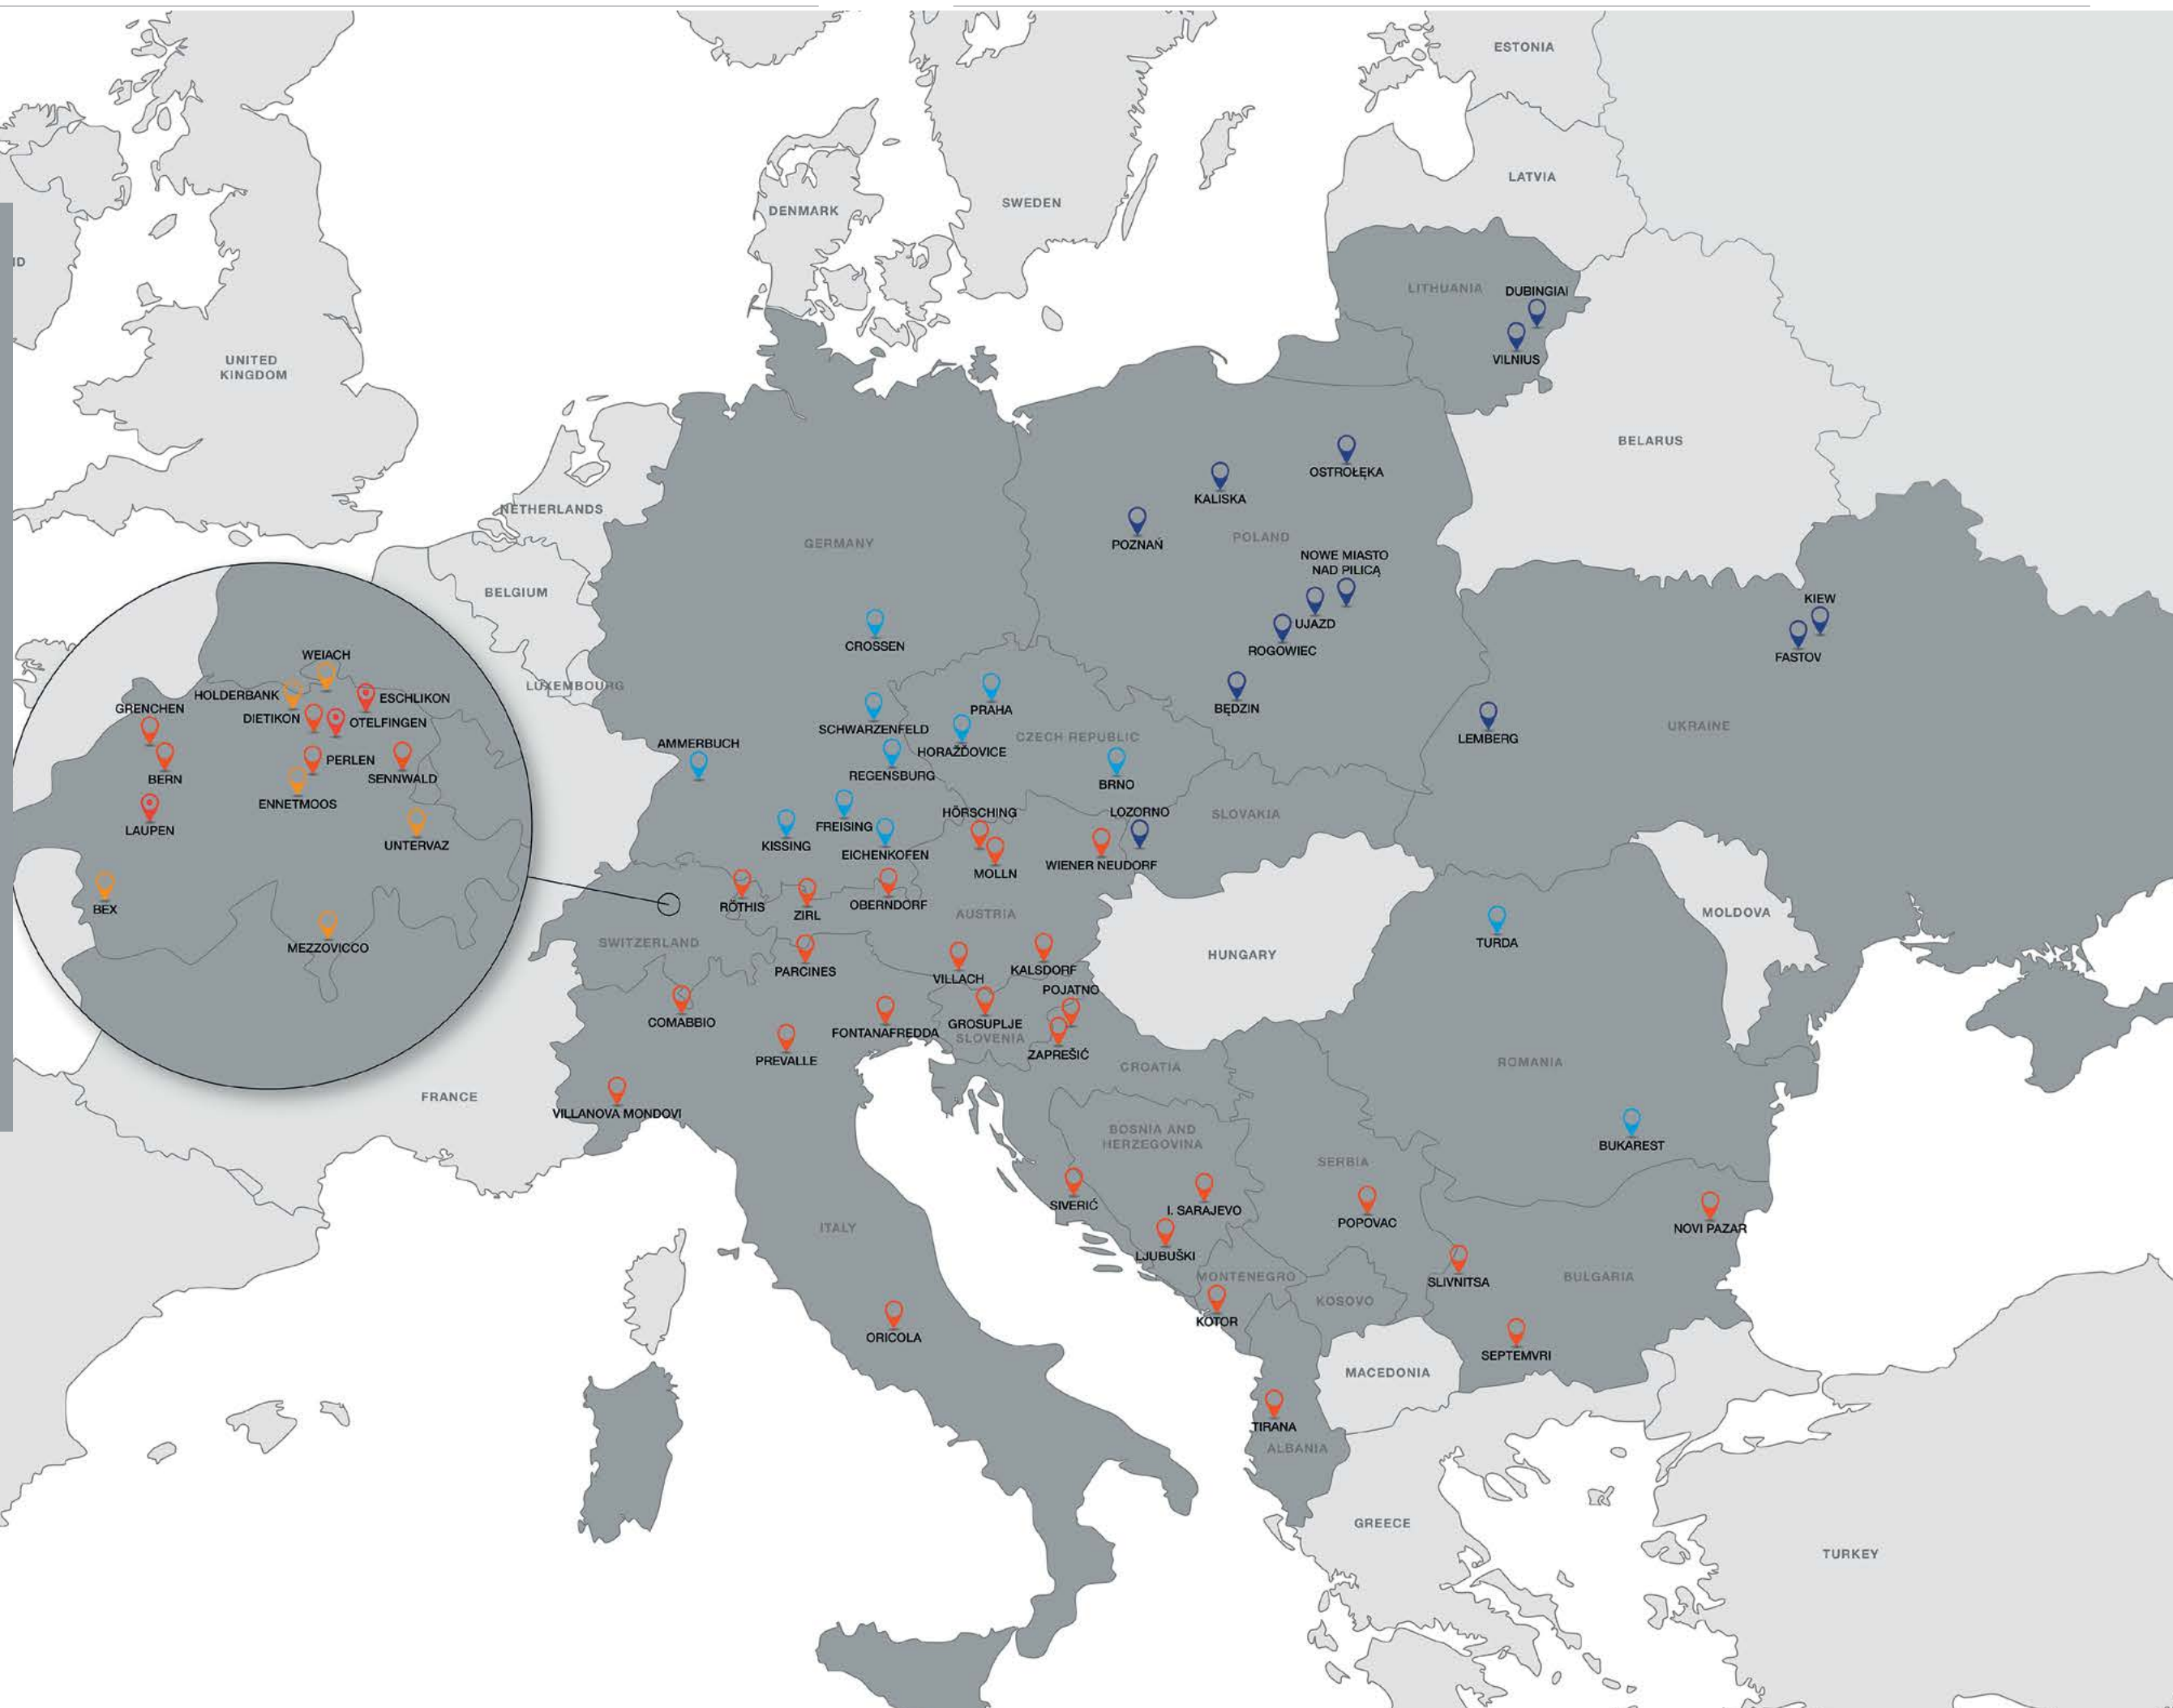 ESTONIA
LATVIA
SWEDEN
DENMARK
ID
LITHUANIA
DUBINGIAI
VILNIUS
UNITED
KINGDOM
BELARUS
OSTROŁĘKA
KALISKA
NETHERLANDS
GERMANY
POZNAŃ
POLAND
NOWE MIASTO
NAD PILICĄ
BELGIUM
KIEW
UJAZD
CROSSEN
ROGOWIEC
FASTOV
WEIACH
LUXEMBOURG
HOLDERBANK
ESCHLIKON
GRENCHEN
DIETIKON
OTELFINGEN
PRAHA
BĘDZIN
SCHWARZENFELD
UKRAINE
CZECH REPUBLIC
LEMBERG
AMMERBUCH
HORAŽĎOVICE
PERLEN
BERN
SENNWALD
REGENSBURG
BRNO
ENNETMOOS
HÖRSCHING
LOZORNO
SLOVAKIA
LAUPEN
FREISING
UNTERVAZ
KISSING
EICHENKOFEN
WIENER NEUDORF
MOLLN
BEX
RÖTHIS
ZIRL
OBERNDORF
AUSTRIA
MOLDOVA
SWITZERLAND
TURDA
MEZZOVICCO
HUNGARY
PARCINES
VILLACH
KALSDORF
POJATNO
COMABBIO
FONTANAFREDDA
GROSUPLJE
SLOVENIA
ZAPREŠIĆ
PREVALLE
ROMANIA
CROATIA
FRANCE
VILLANOVA MONDOVI
BOSNIA AND
HERZEGOVINA
BUKAREST
SERBIA
SIVERIĆ
I. SARAJEVO
POPOVAC
ITALY
NOVI PAZAR
LJUBUŠKI
MONTENEGRO
SLIVNITSA
BULGARIA
KOSOVO
KOTOR
ORICOLA
SEPTEMVRI
MACEDONIA
TIRANA
ALBANIA
GREECE
TURKEY